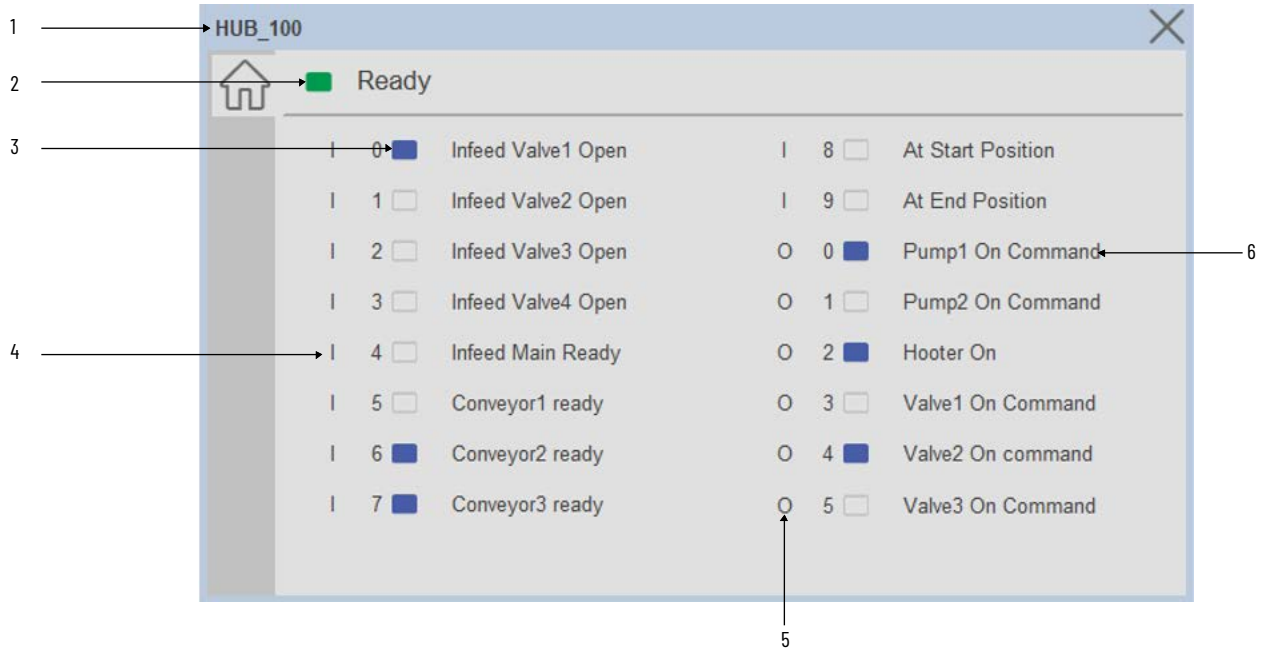 1 HUB_100
2 Ready
3 I 0 Infeed Valve1 Open I 8 At Start Position
I 1 Infeed Valve2 Open I 9 At End Position
I 2 Infeed Valve3 Open O 0 Pump1 On Command 6
I 3 Infeed Valve4 Open O 1 Pump2 On Command
4 I 4 Infeed Main Ready O 2 Hooter On
I 5 Conveyor1 ready O 3 Valve1 On Command
I 6 Conveyor2 ready O 4 Valve2 On command
I 7 Conveyor3 ready O 5 Valve3 On Command
5